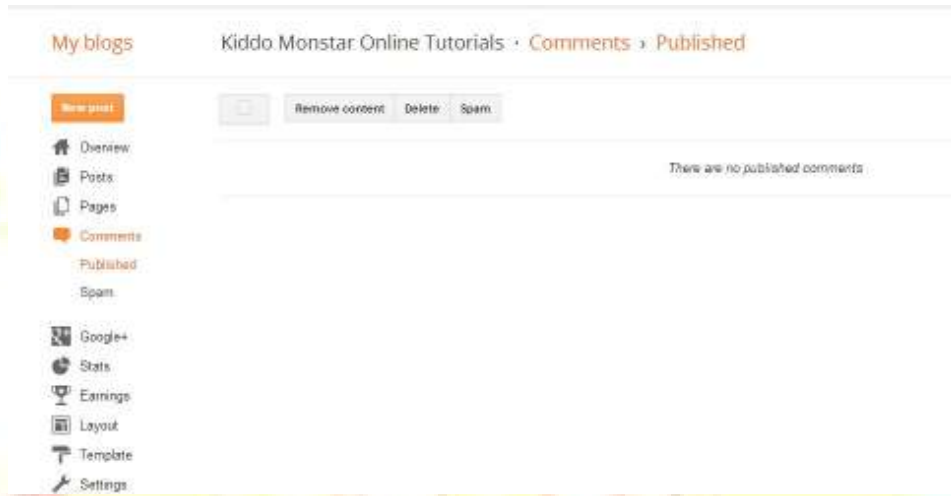 My blogs
Kiddo Monstar Online Tutorials · Comments › Published
New post
Remove content Delete Spam
There are no published comments
Overview
Posts
Pages
Comments
Published
Spam
Google+
Stats
Earnings
Layout
Template
Settings